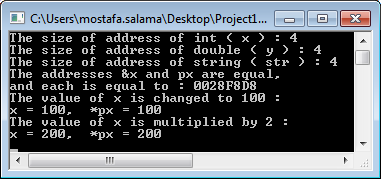 C:\Users\mostafa.salama\Desktop\Project1...
The size of address of int ( x ) : 4
The size of address of double ( y ) : 4
The size of address of string ( str ) : 4
The addresses &x and px are equal,
and each is equal to : 0028F8D8
The value of x is changed to 100 :
x = 100,  *px = 100
The value of x is multiplied by 2 :
x = 200,  *px = 200